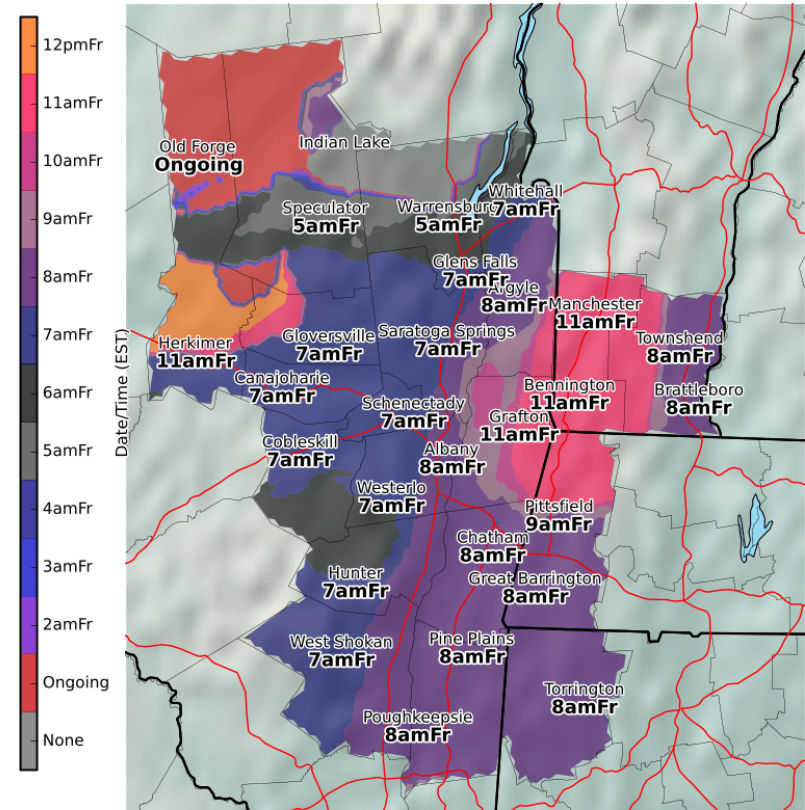 12pmFr
11amFr
10amFr
9amFr
8amFr
7amFr
6amFr
5amFr
4amFr
3amFr
2amFr
Ongoing
None
Date/Time (EST)
Old Forge
Ongoing
Indian Lake
Speculator
5amFr
Warrensburg
5amFr
Whitehall
7amFr
Glens Falls
7amFr
Argyle
8amFr
Manchester
11amFr
Herkimer
11amFr
Gloversville
7amFr
Saratoga Springs
7amFr
Townshend
8amFr
Canajoharie
7amFr
Schenectady
7amFr
Bennington
11amFr
Brattleboro
8amFr
Grafton
11amFr
Cobleskill
7amFr
Albany
8amFr
Westerlo
7amFr
Pittsfield
9amFr
Chatham
8amFr
Hunter
7amFr
Great Barrington
8amFr
West Shokan
7amFr
Pine Plains
8amFr
Torrington
8amFr
Poughkeepsie
8amFr